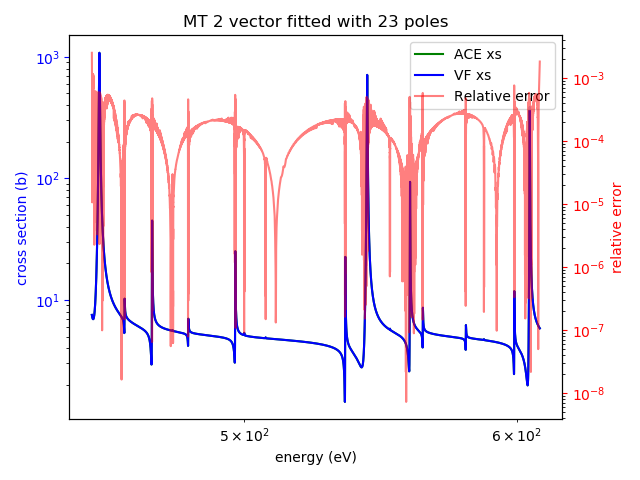 MT 2 vector fitted with 23 poles
ACE xs
VF xs
Relative error
cross section (b)
10³
10²
10¹
10⁻³
10⁻⁴
10⁻⁵
10⁻⁶
10⁻⁷
10⁻⁸
relative error
5 × 10² 6 × 10²
energy (eV)